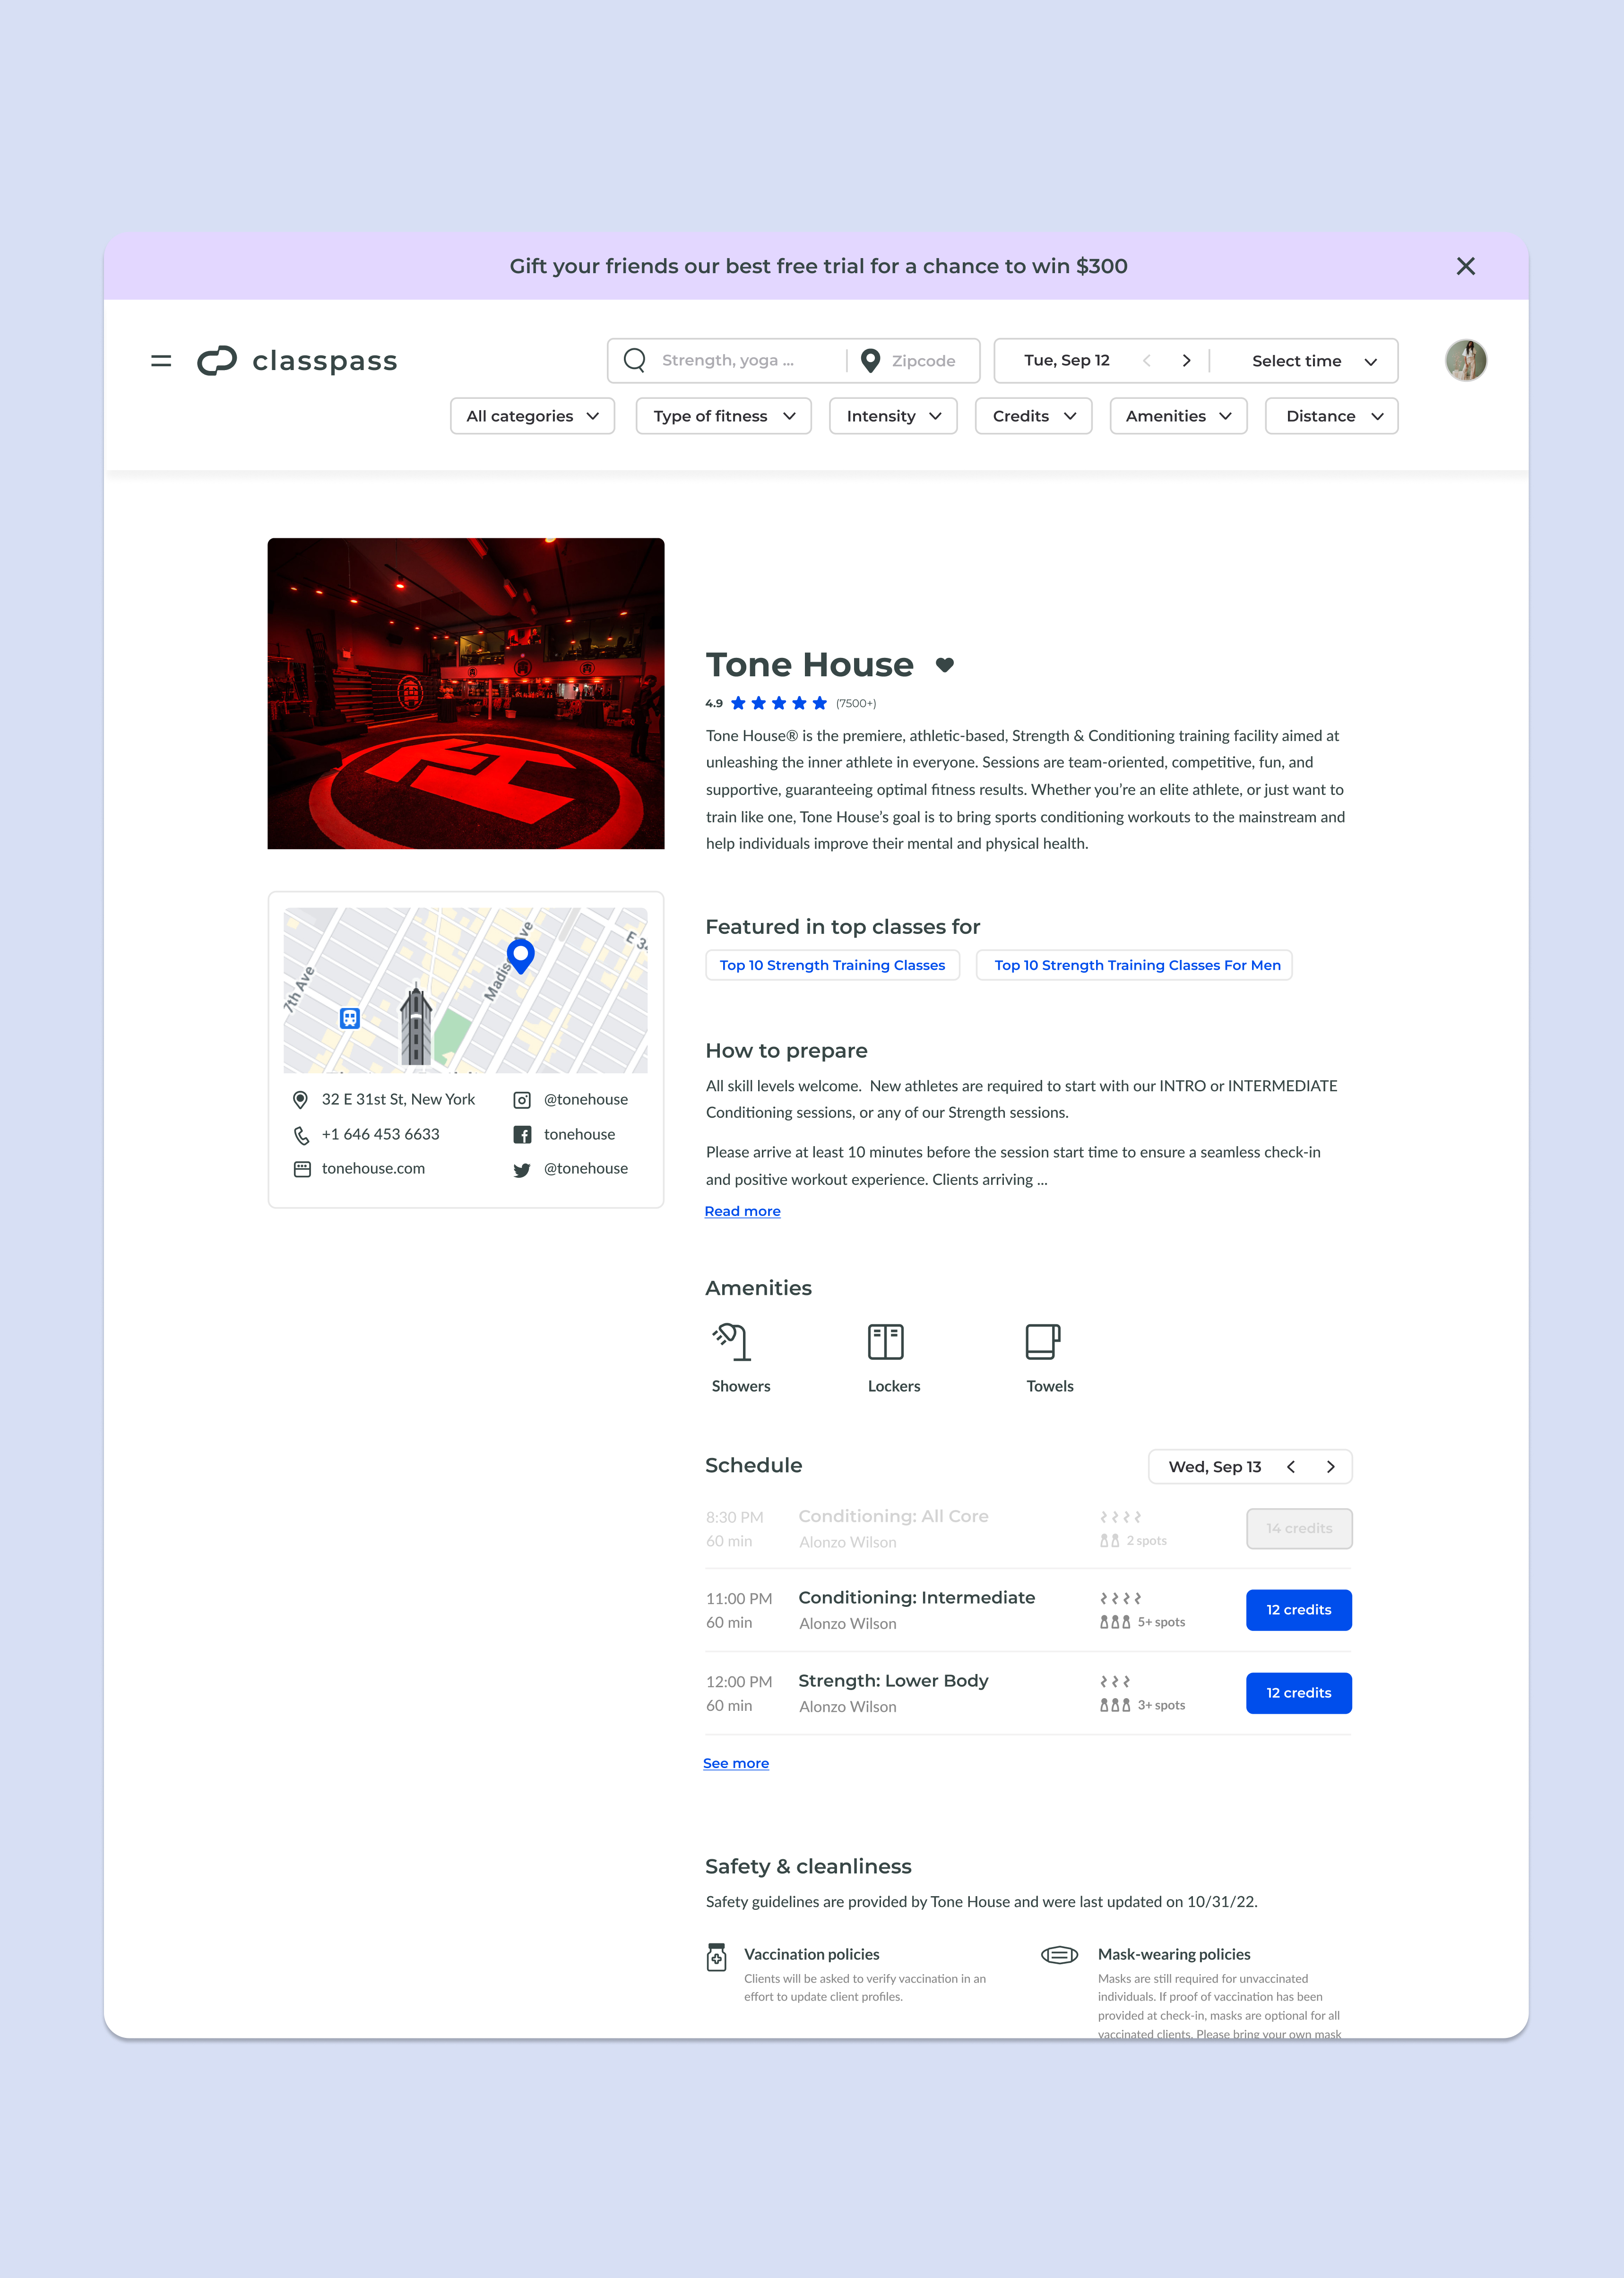 Gift your friends our best free trial for a chance to win $300
classpass
Strength, yoga ...
Zipcode
Tue, Sep 12
Select time
All categories
Type of fitness
Intensity
Credits
Amenities
Distance
Tone House
4.9
(7500+)
Tone House® is the premiere, athletic-based, Strength & Conditioning training facility aimed at
unleashing the inner athlete in everyone. Sessions are team-oriented, competitive, fun, and
supportive, guaranteeing optimal fitness results. Whether you're an elite athlete, or just want to
train like one, Tone House's goal is to bring sports conditioning workouts to the mainstream and
help individuals improve their mental and physical health.
7th Ave
Madis
ve
E 3
32 E 31st St, New York
+1 646 453 6633
tonehouse.com
@tonehouse
tonehouse
@tonehouse
Featured in top classes for
Top 10 Strength Training Classes
Top 10 Strength Training Classes For Men
How to prepare
All skill levels welcome.  New athletes are required to start with our INTRO or INTERMEDIATE
Conditioning sessions, or any of our Strength sessions.
Please arrive at least 10 minutes before the session start time to ensure a seamless check-in
and positive workout experience. Clients arriving ...
Read more
Amenities
Showers
Lockers
Towels
Schedule
Wed, Sep 13
8:30 PM
60 min
Conditioning: All Core
Alonzo Wilson
2 spots
14 credits
11:00 PM
60 min
Conditioning: Intermediate
Alonzo Wilson
5+ spots
12 credits
12:00 PM
60 min
Strength: Lower Body
Alonzo Wilson
3+ spots
12 credits
See more
Safety & cleanliness
Safety guidelines are provided by Tone House and were last updated on 10/31/22.
Vaccination policies
Clients will be asked to verify vaccination in an
effort to update client profiles.
Mask-wearing policies
Masks are still required for unvaccinated
individuals. If proof of vaccination has been
provided at check-in, masks are optional for all
vaccinated clients. Please bring your own mask